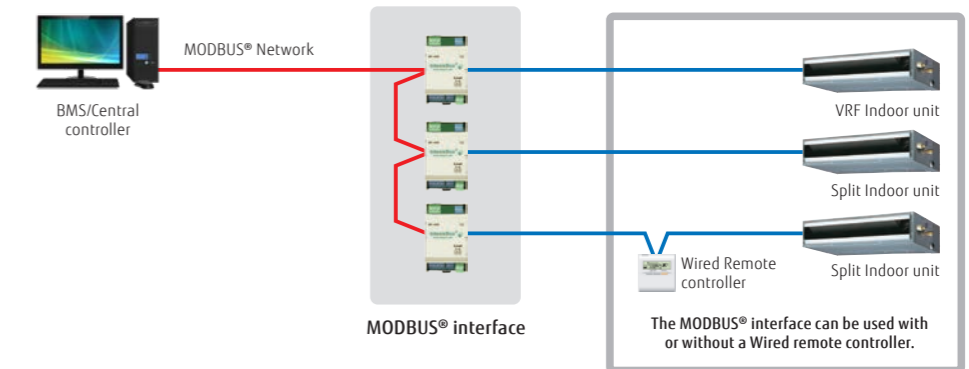 MODBUS® Network
BMS/Central
controller
VRF Indoor unit
Split Indoor unit
Wired Remote
controller
Split Indoor unit
MODBUS® interface
The MODBUS® interface can be used with
or without a Wired remote controller.